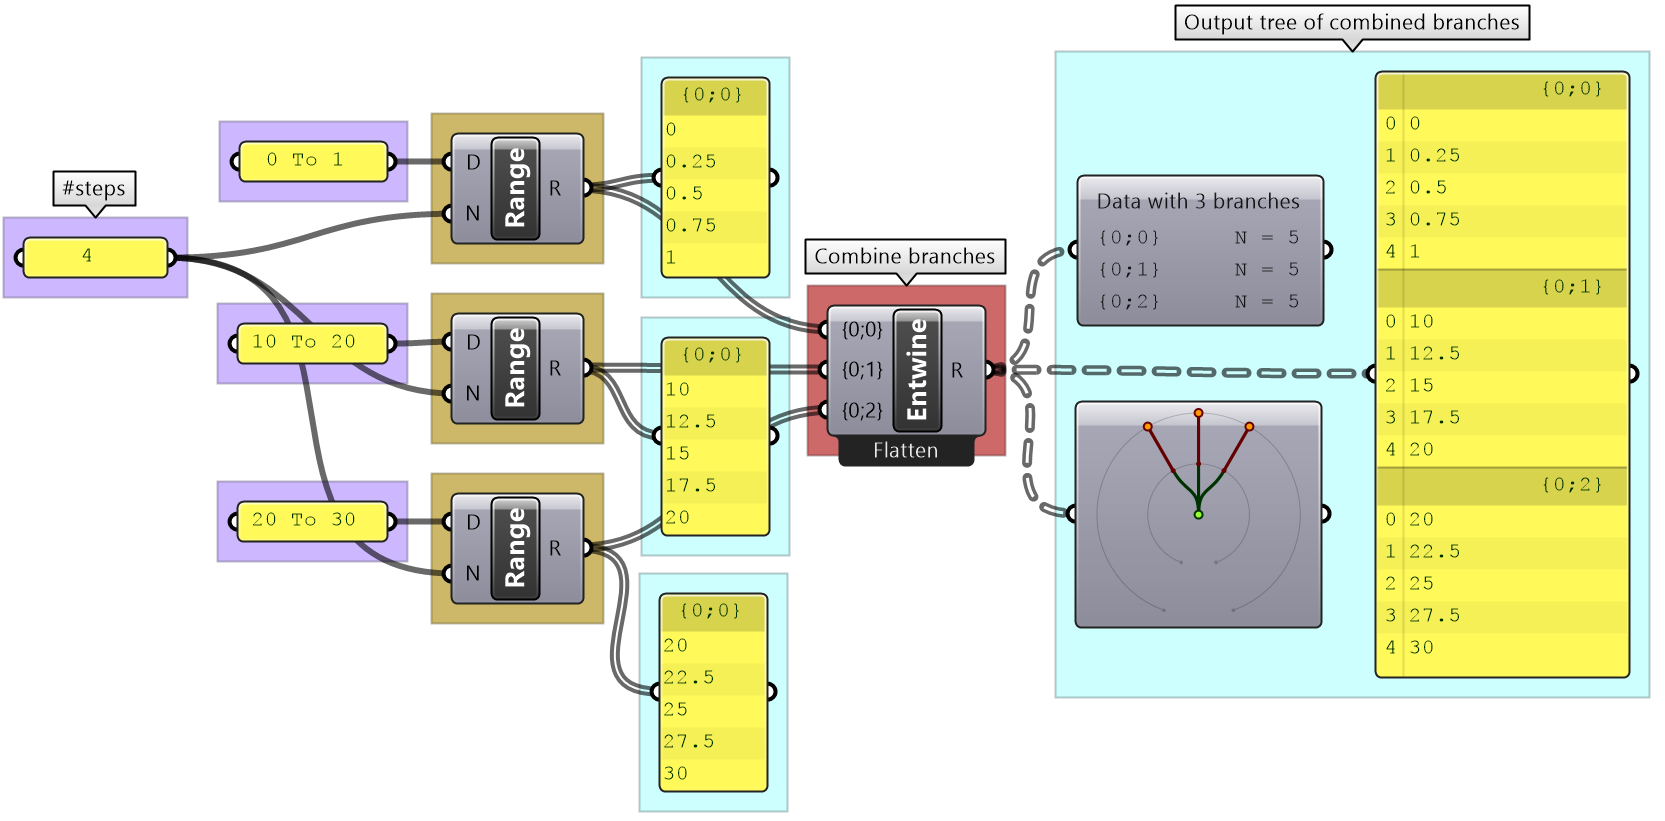 Output tree of combined branches
#steps
4
0 To 1
10 To 20
20 To 30
D
N
Range
R
D
N
Range
R
D
N
Range
R
{0;0}
0
0.25
0.5
0.75
1
{0;0}
10
12.5
15
17.5
20
{0;0}
20
22.5
25
27.5
30
Combine branches
{0;0}
{0;1}
{0;2}
Entwine
R
Flatten
Data with 3 branches
{0;0} N = 5
{0;1} N = 5
{0;2} N = 5
{0;0}
0 0
1 0.25
2 0.5
3 0.75
4 1
{0;1}
0 10
1 12.5
2 15
3 17.5
4 20
{0;2}
0 20
1 22.5
2 25
3 27.5
4 30